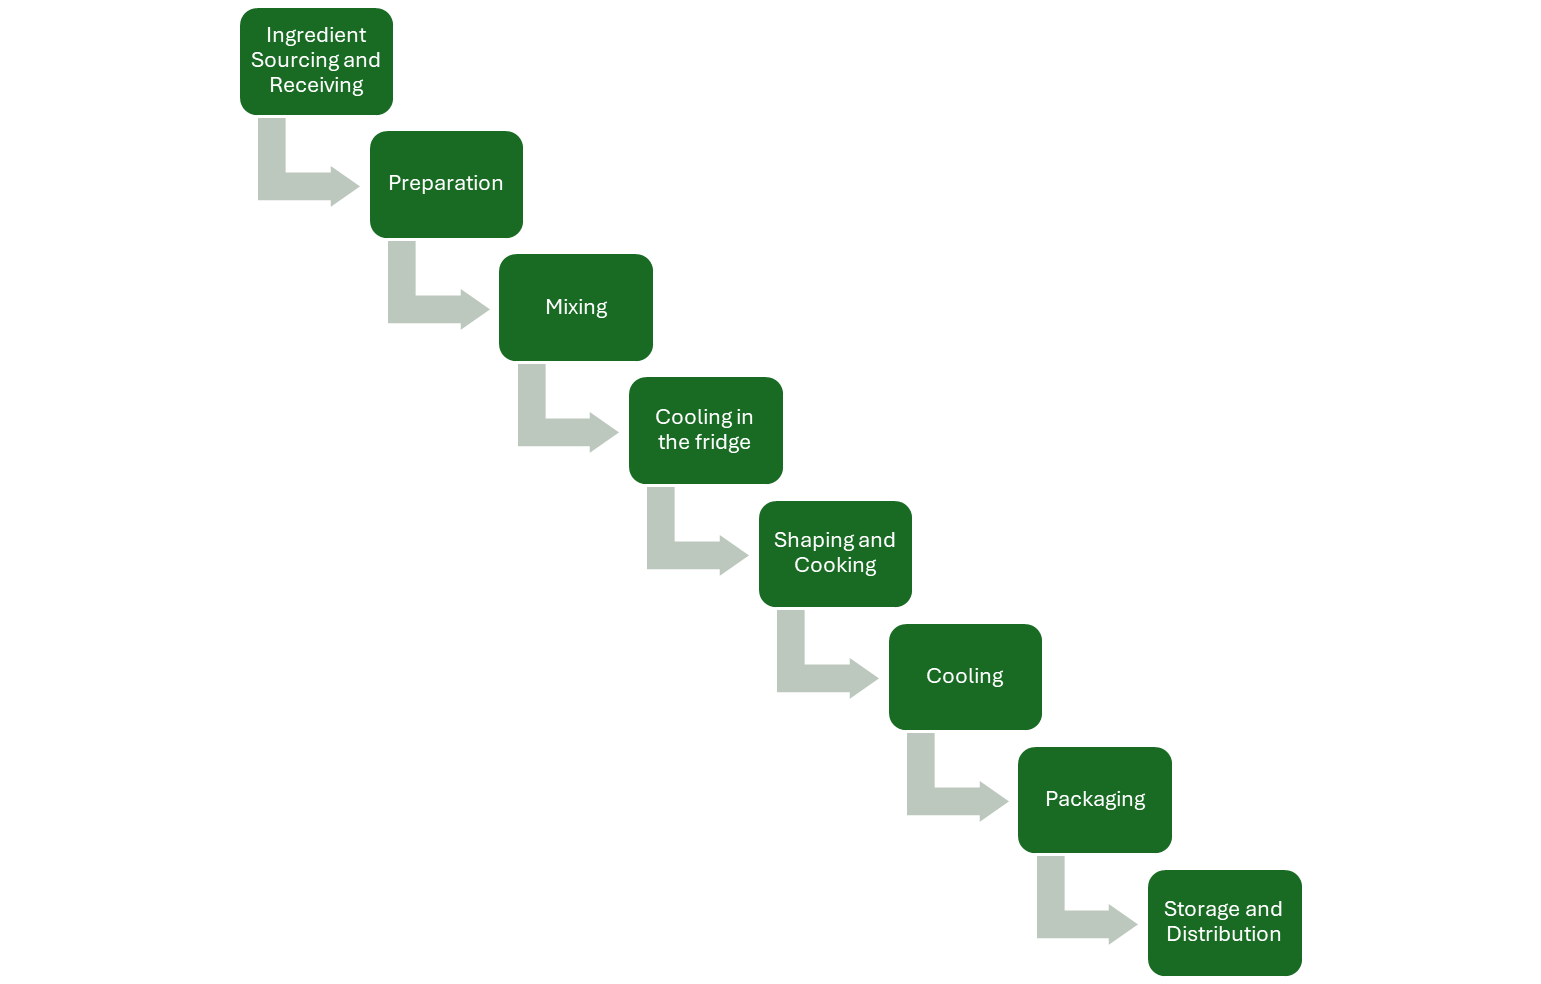 Ingredient
Sourcing and
Receiving
Preparation
Mixing
Cooling in
the fridge
Shaping and
Cooking
Cooling
Packaging
Storage and
Distribution